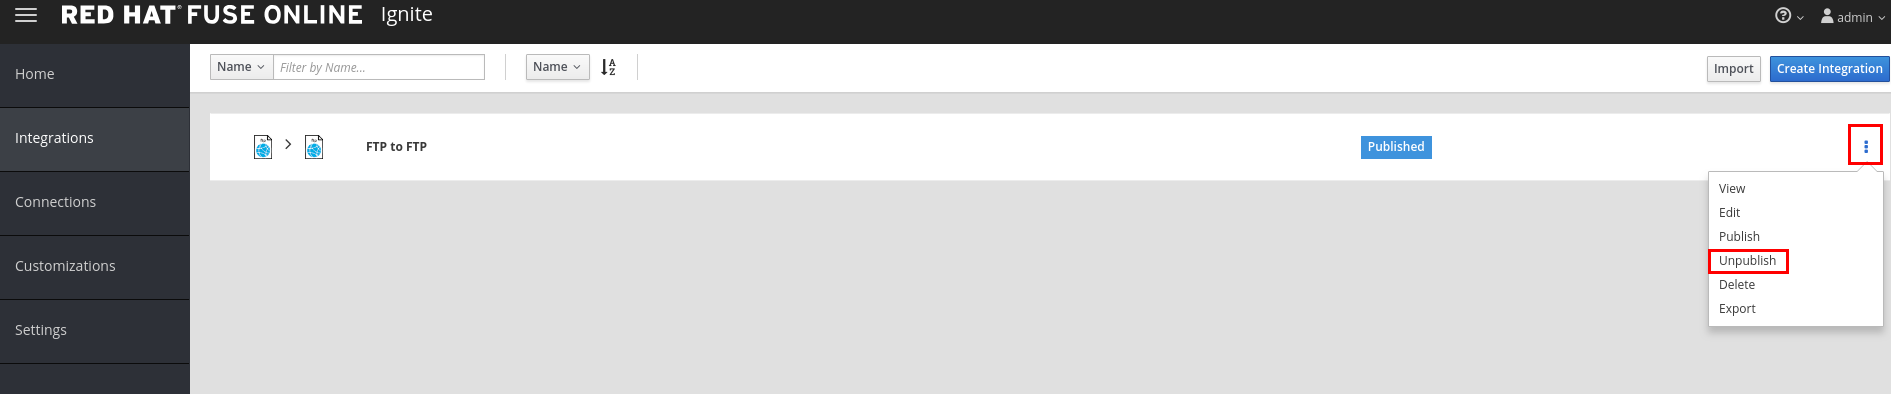 RED HAT® FUSE ONLINE Ignite
admin
Home
Integrations
Connections
Customizations
Settings
Name Filter by Name... Name
Import Create Integration
FTP to FTP Published
View
Edit
Publish
Unpublish
Delete
Export